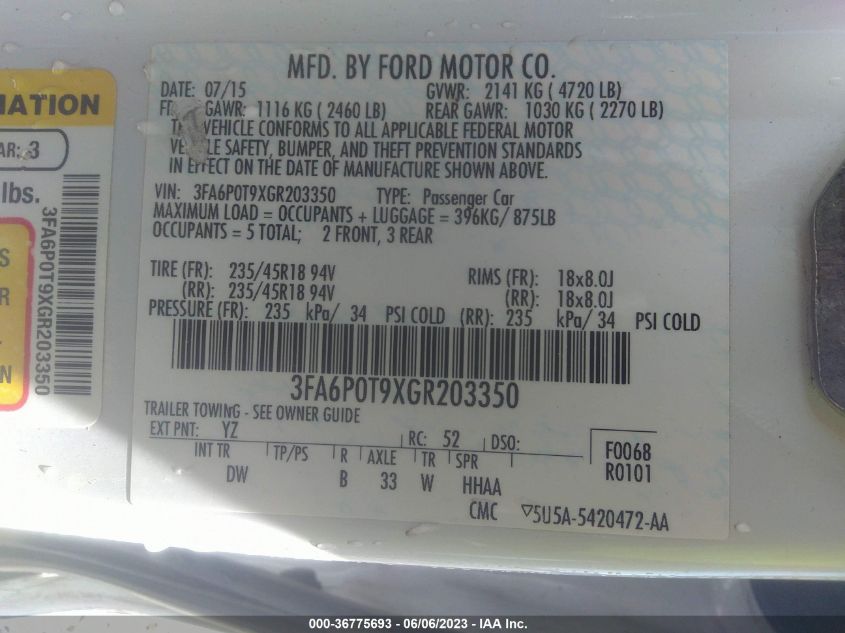 MFD. BY FORD MOTOR CO.
DATE: 07/15 GVWR: 2141 KG ( 4720 LB)
GAWR: 1116 KG ( 2460 LB) REAR GAWR: 1030 KG ( 2270 LB)
VEHICLE CONFORMS TO ALL APPLICABLE FEDERAL MOTOR
SAFETY, BUMPER, AND THEFT PREVENTION STANDARDS
IN EFFECT ON THE DATE OF MANUFACTURE SHOWN ABOVE.
VIN: 3FA6P0T9XGR203350 TYPE: Passenger Car
MAXIMUM LOAD = OCCUPANTS + LUGGAGE = 396KG/ 875LB
OCCUPANTS = 5 TOTAL; 2 FRONT, 3 REAR
TIRE (FR): 235/45R18 94V RIMS (FR): 18x8.0J
(RR): 235/45R18 94V (RR): 18x8.0J
PRESSURE (FR): 235 kPa/ 34 PSI COLD (RR): 235 kPa/ 34 PSI COLD
3FA6P0T9XGR203350
TRAILER TOWING - SEE OWNER GUIDE
EXT PNT: YZ RC: 52 DSO:
INT TR TP/PS R AXLE TR SPR
DW B 33 W HHAA
F0068
R0101
CMC ▽5U5A-5420472-AA
MATION
AR: 3
lbs.
S
R
N
3FA6P0T9XGR203350
000-36775693 - 06/06/2023 - IAA Inc.